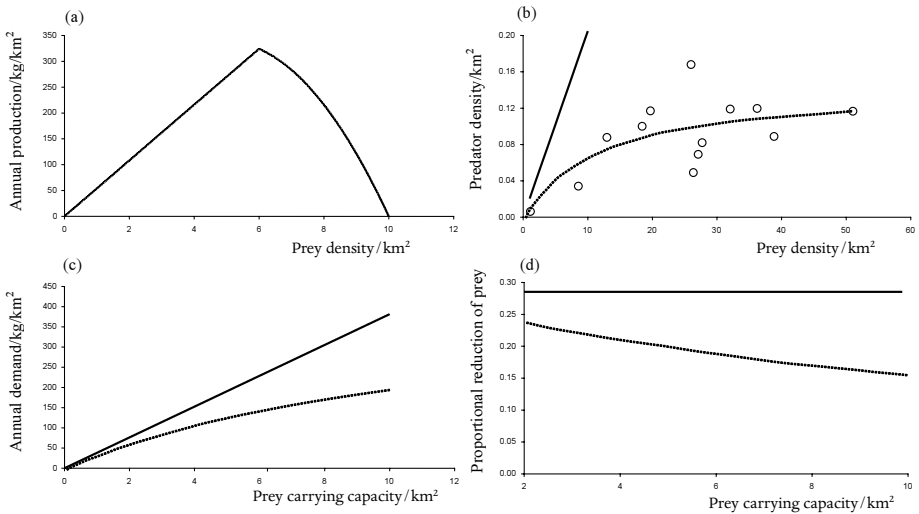 (a)
Annual production/kg/km²
350
300
250
200
150
100
50
0
0 2 4 6 8 10 12
Prey density/km²
(b)
Predator density/km²
0.20
0.16
0.12
0.08
0.04
0.00
0 10 20 30 40 50 60
Prey density/km²
(c)
Annual demand/kg/km²
450
400
350
300
250
200
150
100
50
0
0 2 4 6 8 10 12
Prey carrying capacity/km²
(d)
Proportional reduction of prey
0.30
0.25
0.20
0.15
0.10
0.05
0.00
2 4 6 8 10
Prey carrying capacity/km²